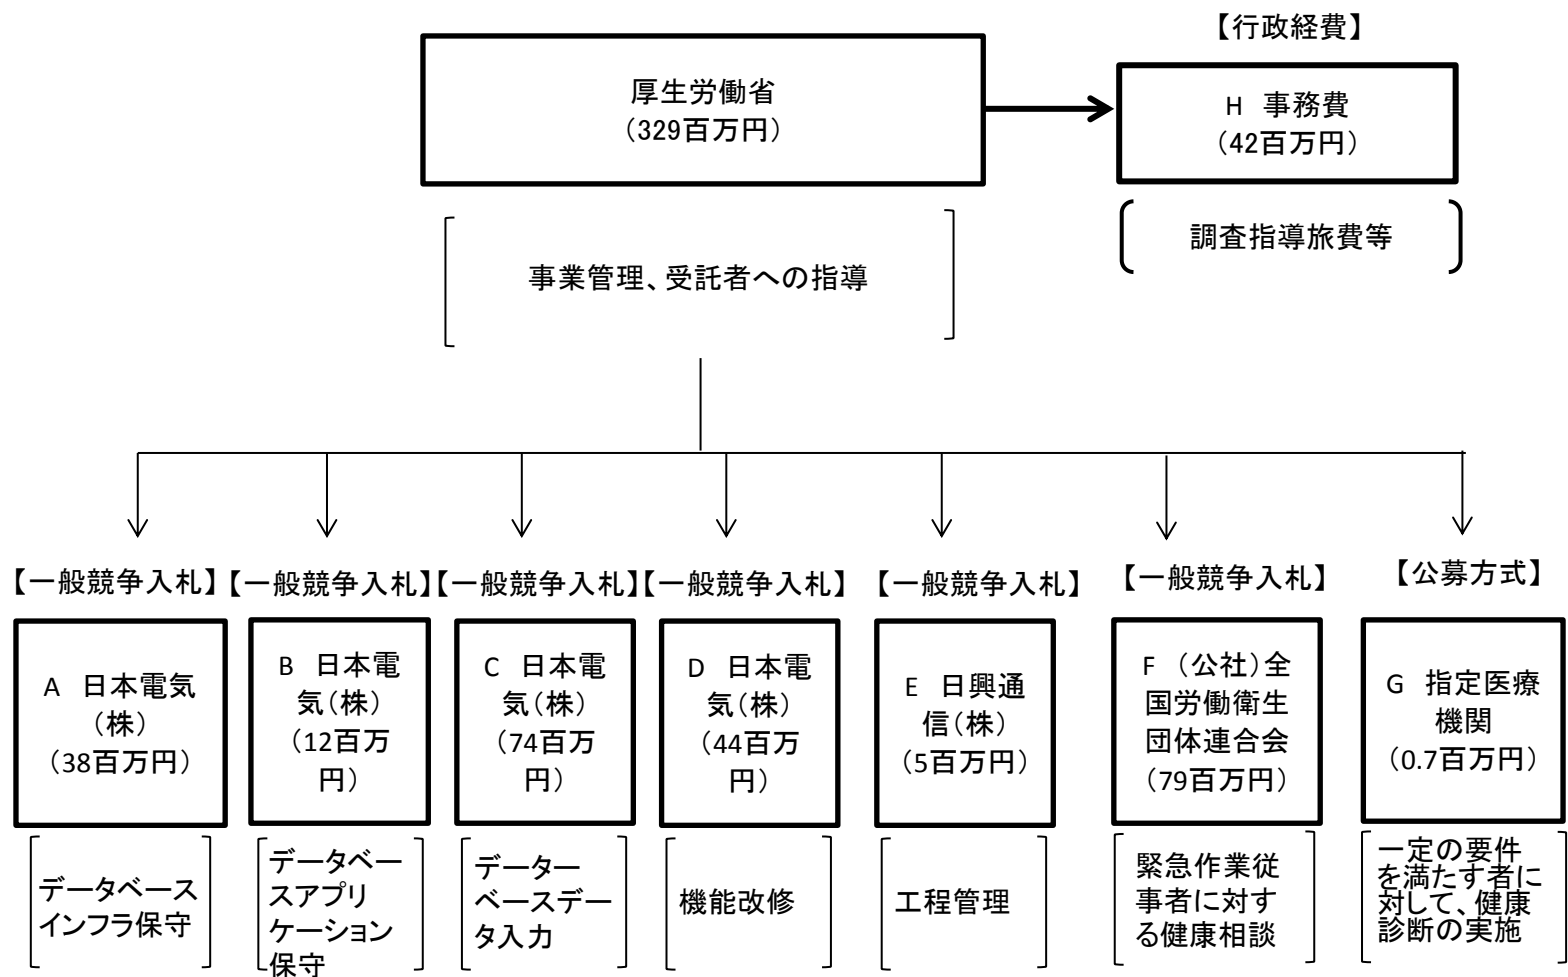 【行政経費】
厚生労働省
（329百万円）
H　事務費
（42百万円）
調査指導旅費等
事業管理、受託者への指導
【一般競争入札】
【一般競争入札】
【一般競争入札】
【一般競争入札】
【一般競争入札】
【一般競争入札】
【公募方式】
A　日本電気
（株）
（38百万円）
B　日本電
気（株）
（12百万
円）
C　日本電
気（株）
（74百万
円）
D　日本電
気（株）
（44百万
円）
E　日興通
信（株）
（5百万円）
F　（公社）全
国労働衛生
団体連合会
（79百万円）
G　指定医療
機関
（0.7百万円）
データベース
インフラ保守
データベー
スアプリ
ケーション
保守
データー
ベースデー
タ入力
機能改修
工程管理
緊急作業従
事者に対す
る健康相談
一定の要件
を満たす者に
対して、健康
診断の実施